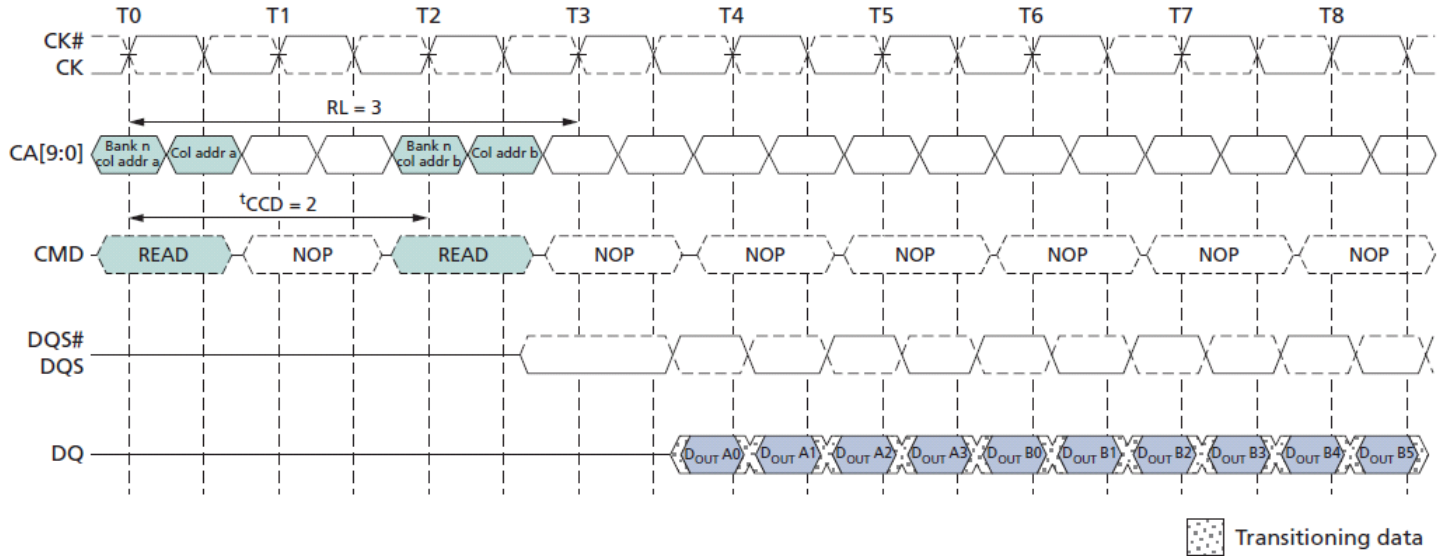 T0 T1 T2 T3 T4 T5 T6 T7 T8
CK#
CK
RL = 3
CA[9:0] Bank n col addr a Col addr a Bank n col addr b Col addr b
tCCD = 2
CMD READ NOP READ NOP NOP NOP NOP NOP NOP
DQS#
DQS
DQ DOUT A0 DOUT A1 DOUT A2 DOUT A3 DOUT B0 DOUT B1 DOUT B2 DOUT B3 DOUT B4 DOUT B5
Transitioning data